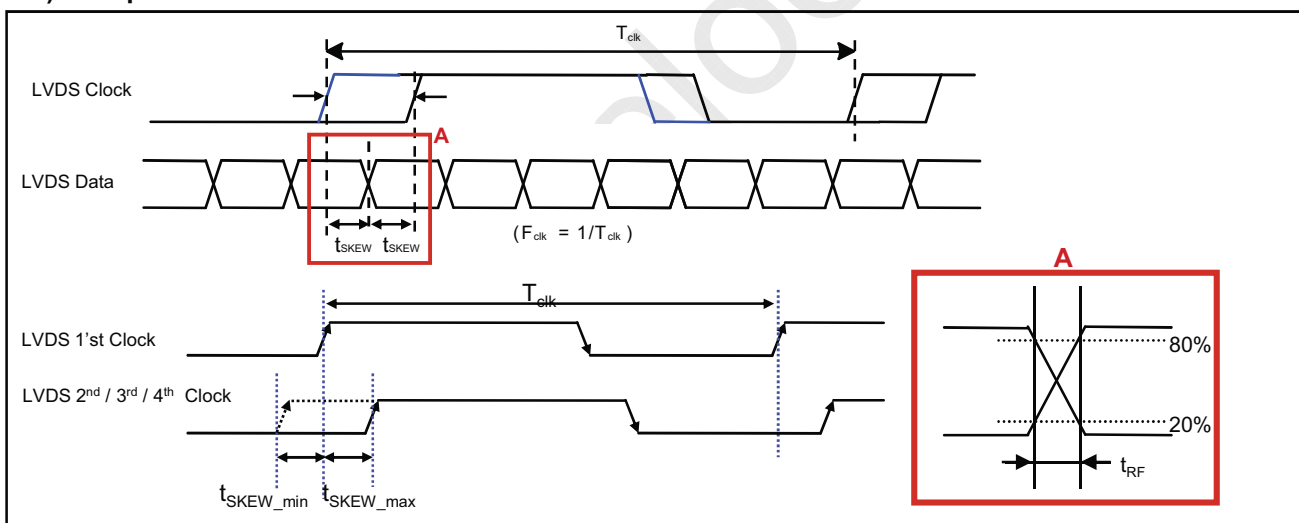 T_clk
LVDS Clock
A
LVDS Data
t_SKEW t_SKEW
(F_clk = 1/T_clk)
A
T_clk
LVDS 1'st Clock
80%
LVDS 2nd / 3rd / 4th Clock
20%
t_RF
t_SKEW_min t_SKEW_max